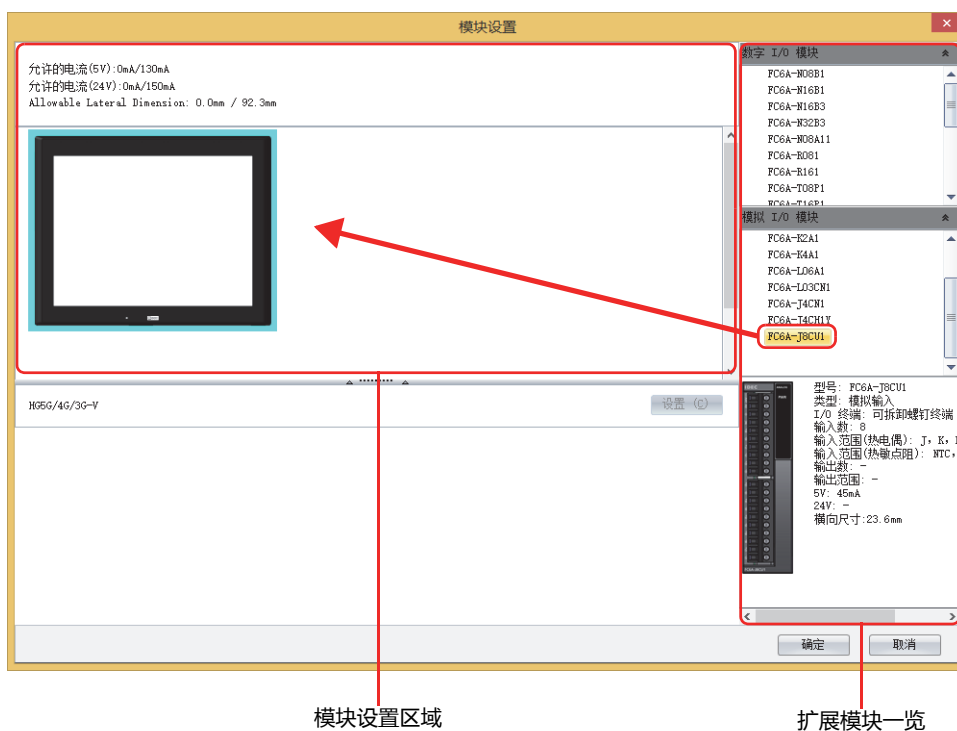 模块设置
允许的电流(5V):0mA/130mA
允许的电流(24V):0mA/150mA
Allowable Lateral Dimension: 0.0mm / 92.3mm
数字 I/O 模块
FC6A-N08B1
FC6A-N16B1
FC6A-N16B3
FC6A-N32B3
FC6A-N08A11
FC6A-R081
FC6A-R161
FC6A-T08P1
FC6A-T16P1
模拟 I/O 模块
FC6A-K2A1
FC6A-K4A1
FC6A-L06A1
FC6A-L03CN1
FC6A-J4CN1
FC6A-J4CH1Y
FC6A-J8CU1
HG5G/4G/3G-V
设置 (C)
型号: FC6A-J8CU1
类型: 模拟输入
I/O 终端: 可拆卸螺钉终端
输入数: 8
输入范围(热电偶): J, K,
输入范围(热敏点阻): NTC,
输出数: -
输出范围: -
5V: 45mA
24V: -
横向尺寸:23.6mm
确定
取消
模块设置区域
扩展模块一览